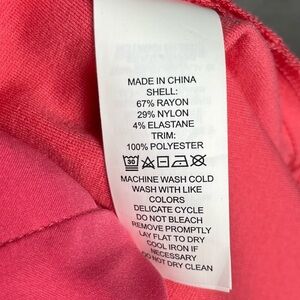 MADE IN CHINA
SHELL:
67% RAYON
29% NYLON
4% ELASTANE
TRIM:
100% POLYESTER
30
MACHINE WASH COLD
WASH WITH LIKE
COLORS
DELICATE CYCLE
DO NOT BLEACH
REMOVE PROMPTLY
LAY FLAT TO DRY
COOL IRON IF
NECESSARY
DO NOT DRY CLEAN